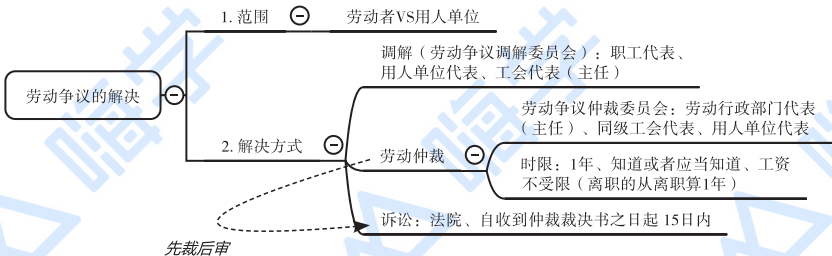 劳动争议的解决
1. 范围
劳动者VS用人单位
2. 解决方式
调解（劳动争议调解委员会）：职工代表、
用人单位代表、工会代表（主任）
劳动仲裁
劳动争议仲裁委员会：劳动行政部门代表
（主任）、同级工会代表、用人单位代表
时限：1年、知道或者应当知道、工资
不受限（离职的从离职算1年）
诉讼：法院、自收到仲裁裁决书之日起 15日内
先裁后审
嗨学
嗨学
嗨学